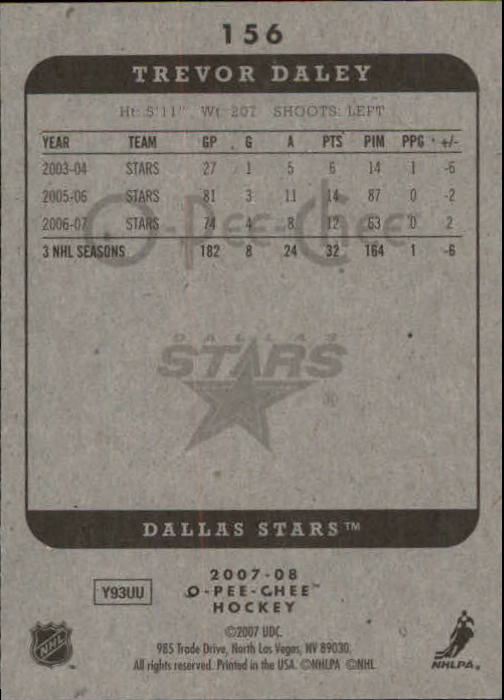 156
TREVOR DALEY
Ht: 5'11" Wt: 207 SHOOTS: LEFT
YEAR TEAM GP G A PTS PIM PPG +/-
2003-04 STARS 27 1 5 6 14 1 -6
2005-06 STARS 81 3 11 14 87 0 -2
2006-07 STARS 74 4 8 12 63 0 2
O-PEE-CHEE
3 NHL SEASONS 182 8 24 32 164 1 -6
DALLAS
STARS
DALLAS STARS™
2007-08
Y93UU O-PEE-CHEE™
HOCKEY
©2007 UDC.
985 Trade Drive, North Las Vegas, NV 89030.
All rights reserved. Printed in the USA. ©NHLPA ©NHL
NHL
NHLPA